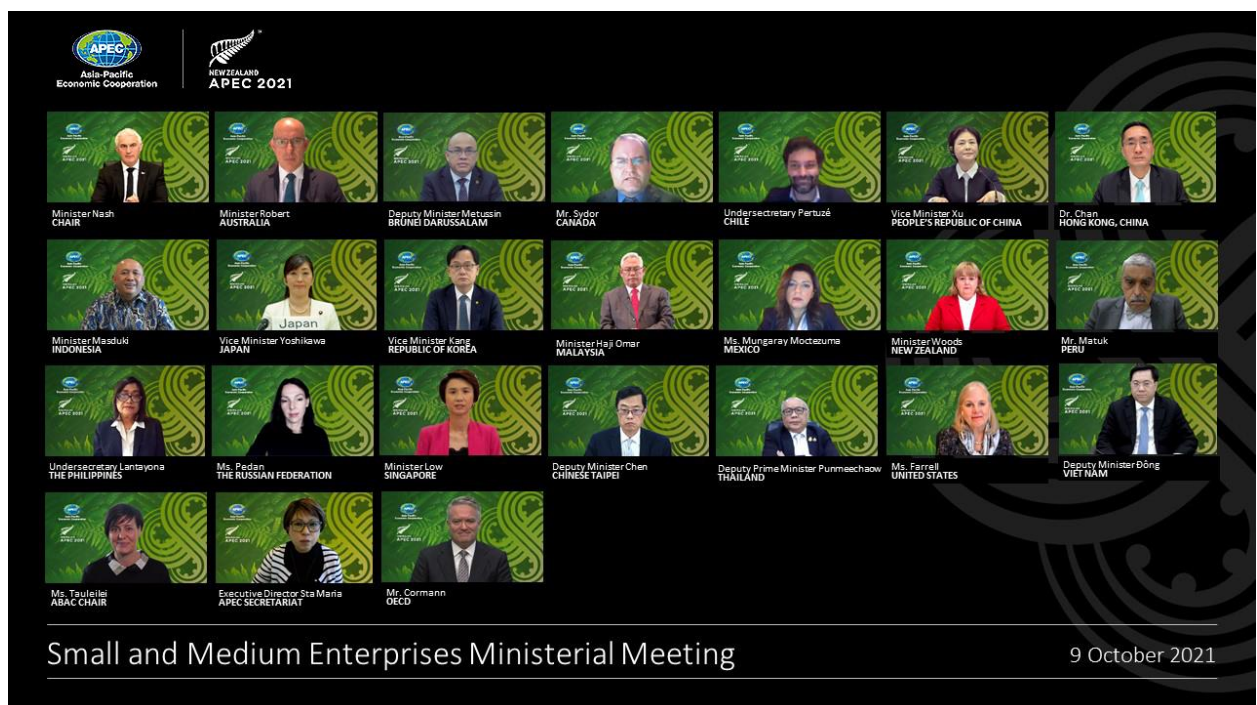 APEC
Asia-Pacific
Economic Cooperation
NEW ZEALAND
APEC 2021
Minister Nash
CHAIR
Minister Robert
AUSTRALIA
Deputy Minister Metussin
BRUNEI DARUSSALAM
Mr. Sydor
CANADA
Undersectretary Pertuzé
CHILE
Vice Minister Xu
PEOPLE'S REPUBLIC OF CHINA
Dr. Chan
HONG KONG, CHINA
Japan
Minister Masduki
INDONESIA
Vice Minister Yoshikawa
JAPAN
Vice Minister Kang
REPUBLIC OF KOREA
Minister Haji Omar
MALAYSIA
Ms. Mungaray Moctezuma
MEXICO
Minister Woods
NEW ZEALAND
Mr. Matuk
PERU
Undersecretary Lantayona
THE PHILIPPINES
Ms. Pedan
THE RUSSIAN FEDERATION
Minister Low
SINGAPORE
Deputy Minister Chen
CHINESE TAIPEI
Deputy Prime Minister Punmeechaow
THAILAND
Ms. Farrell
UNITED STATES
Deputy Minister Đông
VIET NAM
Ms. Tauleilei
ABAC CHAIR
Executive Director Sta Maria
APEC SECRETARIAT
Mr. Cormann
OECD
Small and Medium Enterprises Ministerial Meeting
9 October 2021